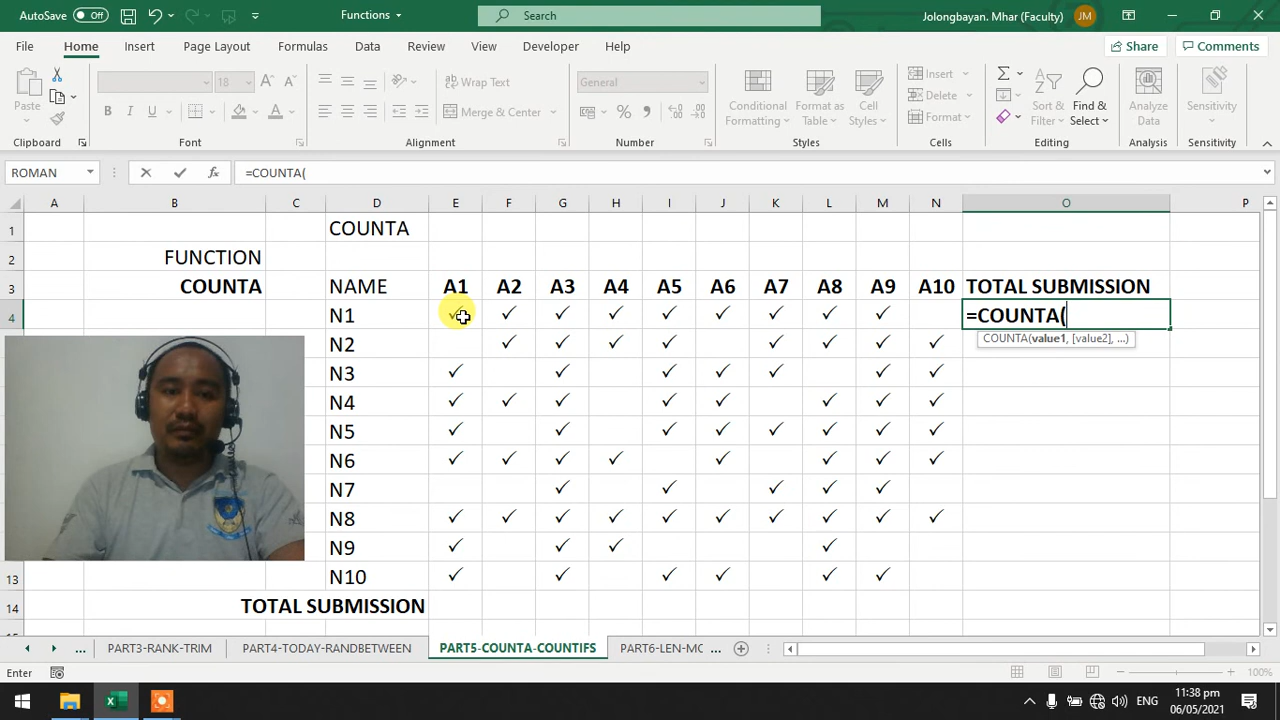 AutoSave Off Functions Search Jolongbayan. Mhar (Faculty) JM
File Home Insert Page Layout Formulas Data Review View Developer Help Share Comments
Paste 18 Wrap Text General Conditional Formatting Format as Table Cell Styles Insert Delete Format Sort & Filter Find & Select Analyze Data Sensitivity
B I U A Merge & Center % 
Clipboard Font Alignment Number Styles Cells Editing Analysis Sensitivity
ROMAN fx =COUNTA(
A B C D E F G H I J K L M N O P
1 COUNTA
2 FUNCTION
3 COUNTA NAME A1 A2 A3 A4 A5 A6 A7 A8 A9 A10 TOTAL SUBMISSION
4 N1 ✓ ✓ ✓ ✓ ✓ ✓ ✓ ✓ ✓ =COUNTA(
COUNTA(value1, [value2], ...)
N2 ✓ ✓ ✓ ✓ ✓ ✓ ✓ ✓ ✓
N3 ✓ ✓ ✓ ✓ ✓ ✓ ✓
N4 ✓ ✓ ✓ ✓ ✓ ✓ ✓ ✓
N5 ✓ ✓ ✓ ✓ ✓ ✓ ✓ ✓
N6 ✓ ✓ ✓ ✓ ✓ ✓ ✓ ✓
N7 ✓ ✓ ✓ ✓ ✓
N8 ✓ ✓ ✓ ✓ ✓ ✓ ✓ ✓ ✓ ✓
N9 ✓ ✓ ✓ ✓
13 N10 ✓ ✓ ✓ ✓ ✓ ✓
14 TOTAL SUBMISSION
... PART3-RANK-TRIM PART4-TODAY-RANDBETWEEN PART5-COUNTA-COUNTIFS PART6-LEN-MC ...
Enter 100%
ENG 11:38 pm
06/05/2021